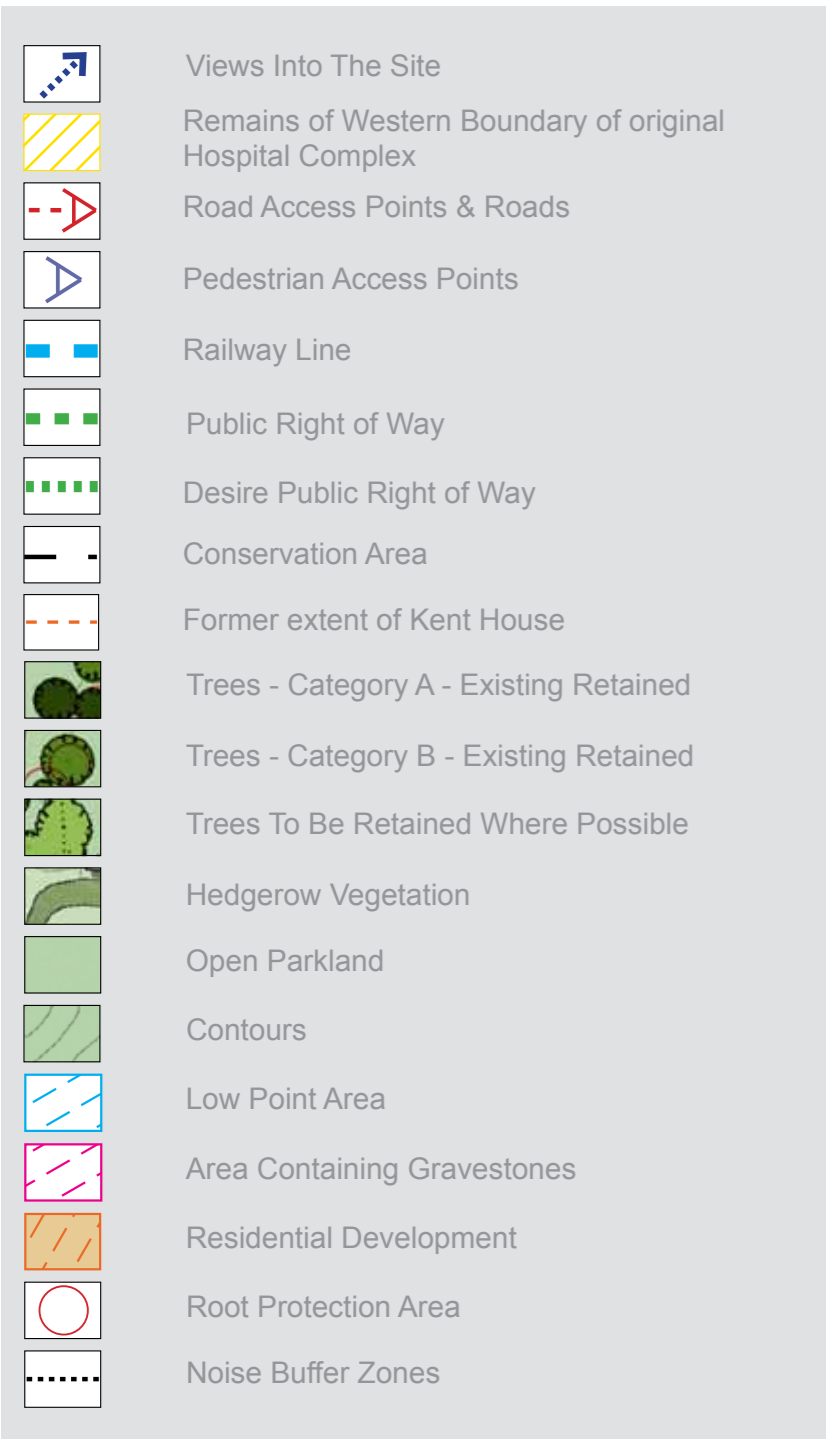 Views Into The Site
Remains of Western Boundary of original
Hospital Complex
Road Access Points & Roads
Pedestrian Access Points
Railway Line
Public Right of Way
Desire Public Right of Way
Conservation Area
Former extent of Kent House
Trees - Category A - Existing Retained
Trees - Category B - Existing Retained
Trees To Be Retained Where Possible
Hedgerow Vegetation
Open Parkland
Contours
Low Point Area
Area Containing Gravestones
Residential Development
Root Protection Area
Noise Buffer Zones